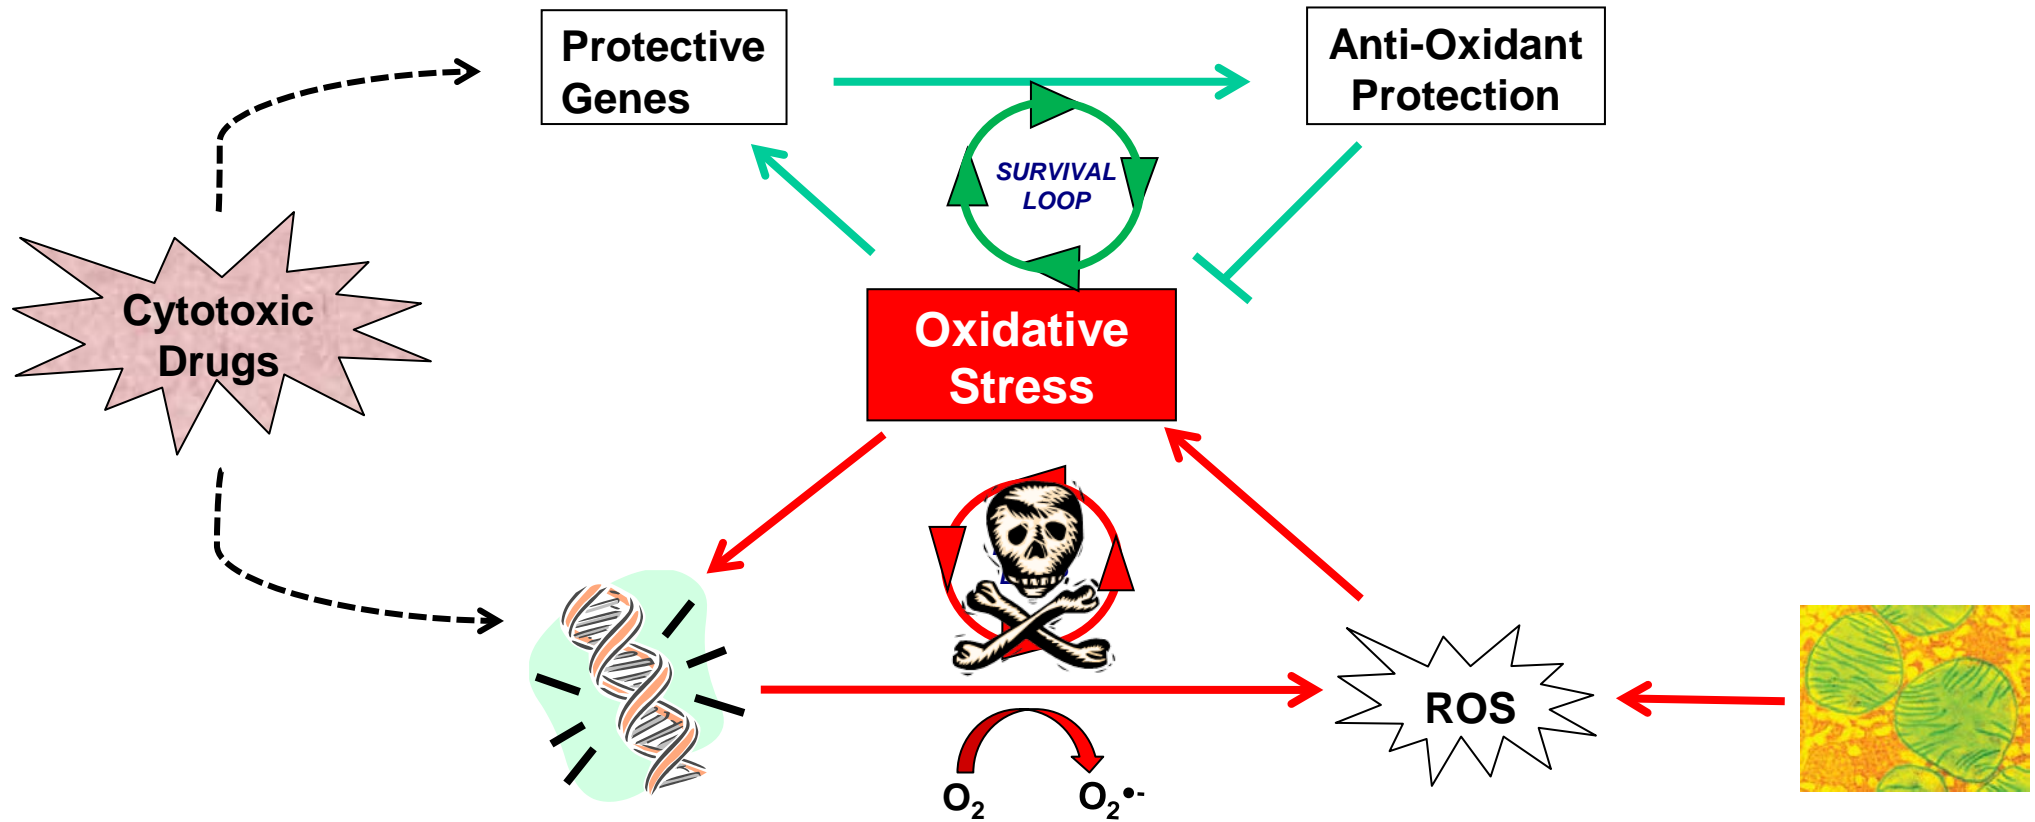 Protective
Genes
Anti-Oxidant
Protection
SURVIVAL
LOOP
Cytotoxic
Drugs
Oxidative
Stress
ROS
O₂
O₂•-